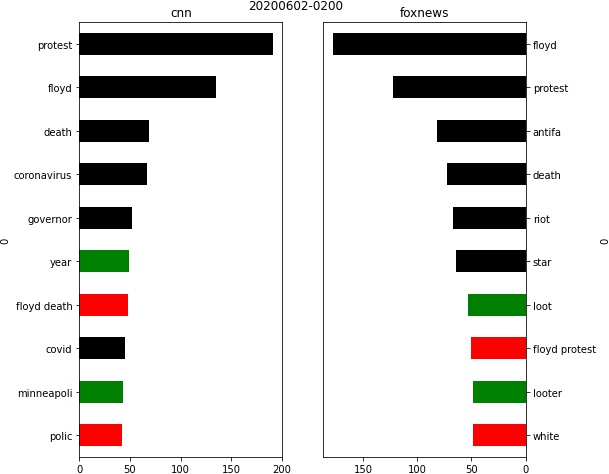 20200602-0200
cnn
foxnews
protest
floyd
death
coronavirus
governor
year
floyd death
covid
minneapoli
polic
0
0 50 100 150 200
floyd
protest
antifa
death
riot
star
loot
floyd protest
looter
white
0
150 100 50 0